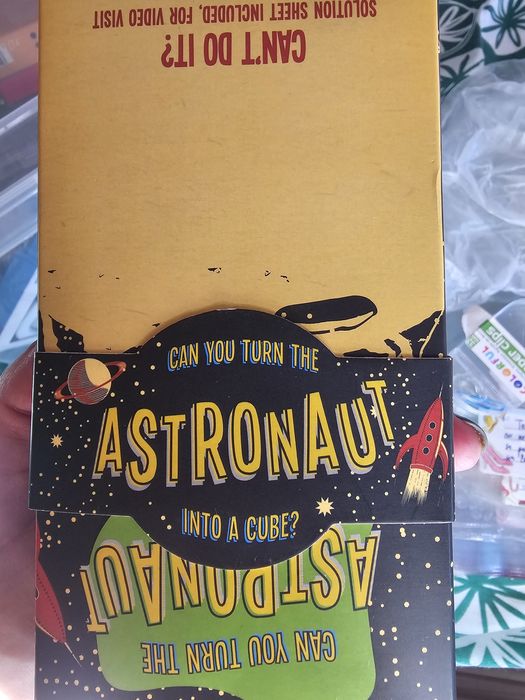 CAN'T DO IT?
SOLUTION SHEET INCLUDED, FOR VIDEO VISIT
CAN YOU TURN THE
ASTRONAUT
INTO A CUBE?
CAN YOU TURN THE
ASTRONAUT
COLORFUL